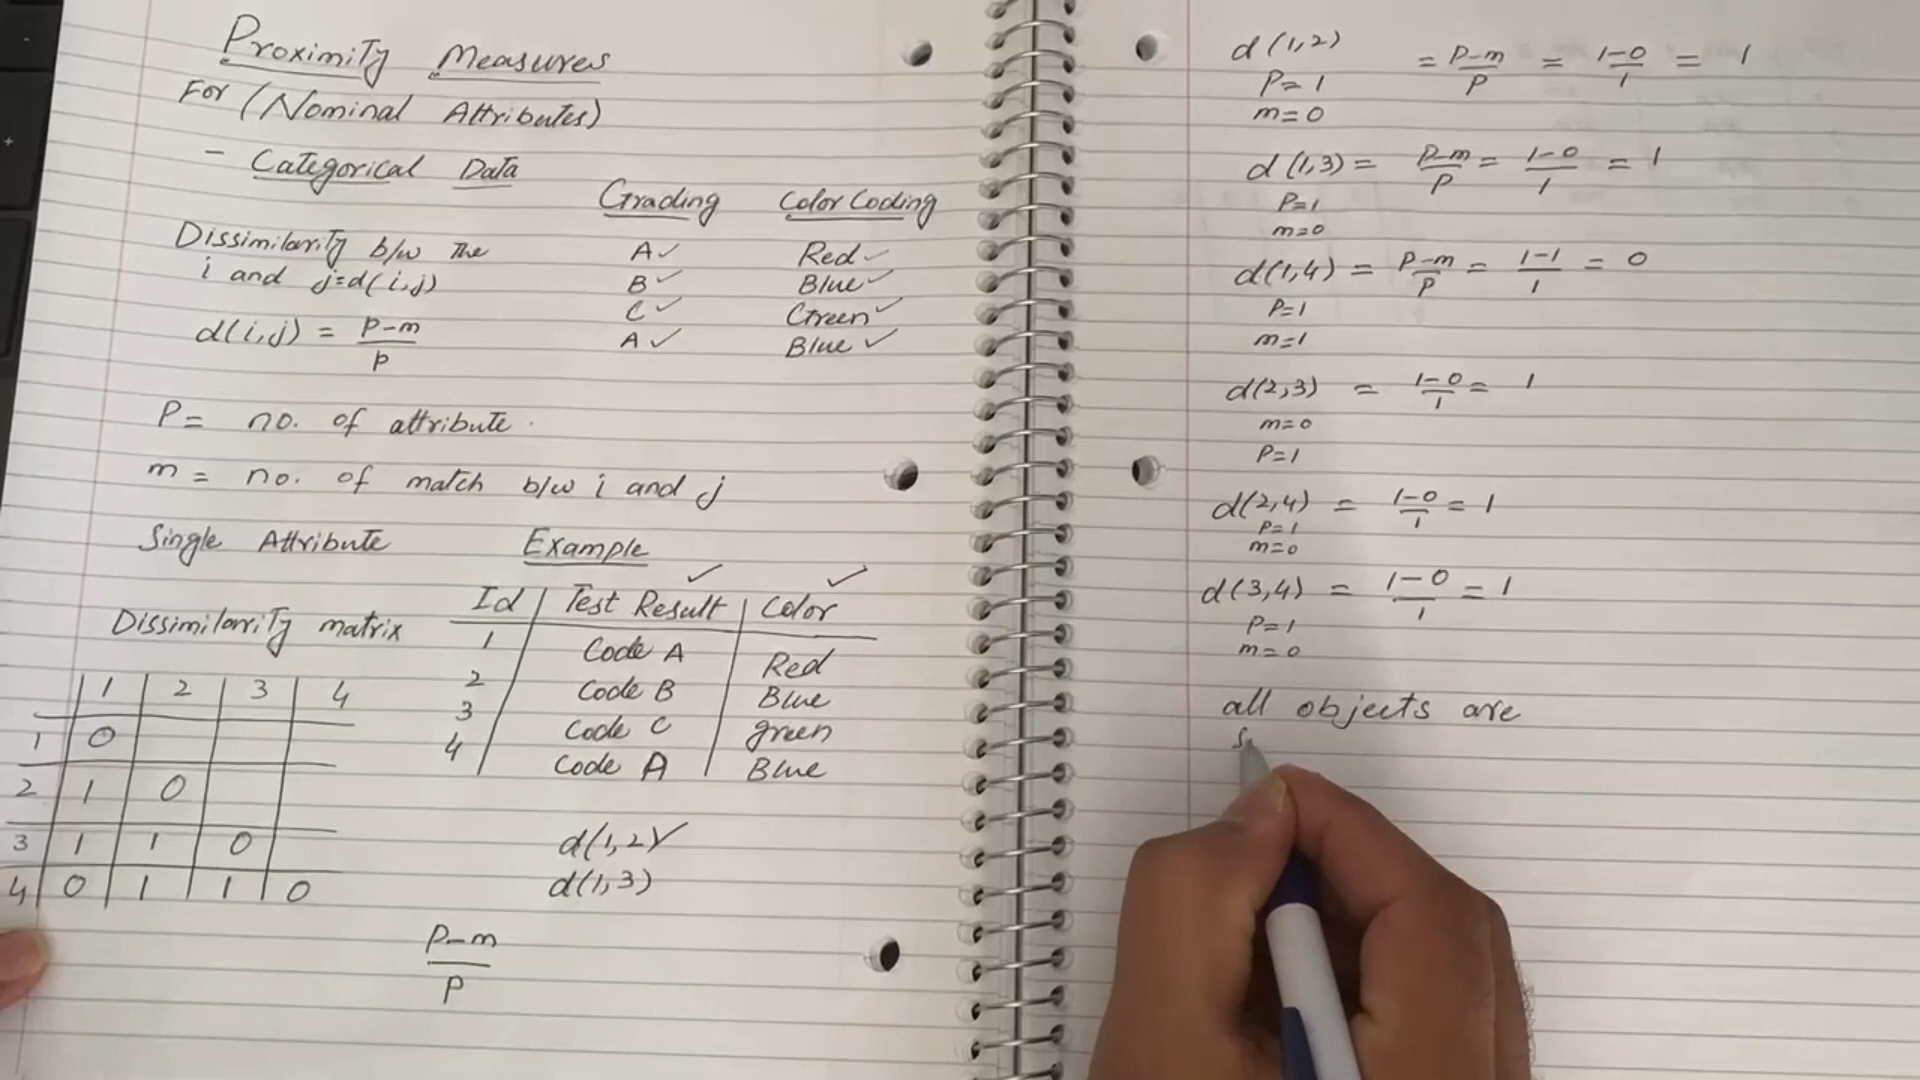 Proximity Measures
For (Nominal Attributes)
- Categorical Data
Grading Color Coding
A ✓ Red ✓
B ✓ Blue ✓
C ✓ Green ✓
A ✓ Blue ✓
Dissimilarity b/w the
i and j = d(i,j)
d(i,j) = p-m
p
P = no. of attribute.
m = no. of match b/w i and j
Single Attribute Example
✓ ✓
Id Test Result Color
1 Code A Red
2 Code B Blue
3 Code C green
4 Code A Blue
Dissimilarity matrix
1 2 3 4
1 0
2 1 0
3 1 1 0
4 0 1 1 0
d(1,2) ✓
d(1,3)
P-m
P
d(1,2) = P-m/P = 1-0/1 = 1
P=1
m=0
d(1,3) = P-m/P = 1-0/1 = 1
P=1
m=0
d(1,4) = P-m/P = 1-1/1 = 0
P=1
m=1
d(2,3) = 1-0/1 = 1
m=0
P=1
d(2,4) = 1-0/1 = 1
P=1
m=0
d(3,4) = 1-0/1 = 1
P=1
m=0
all objects are